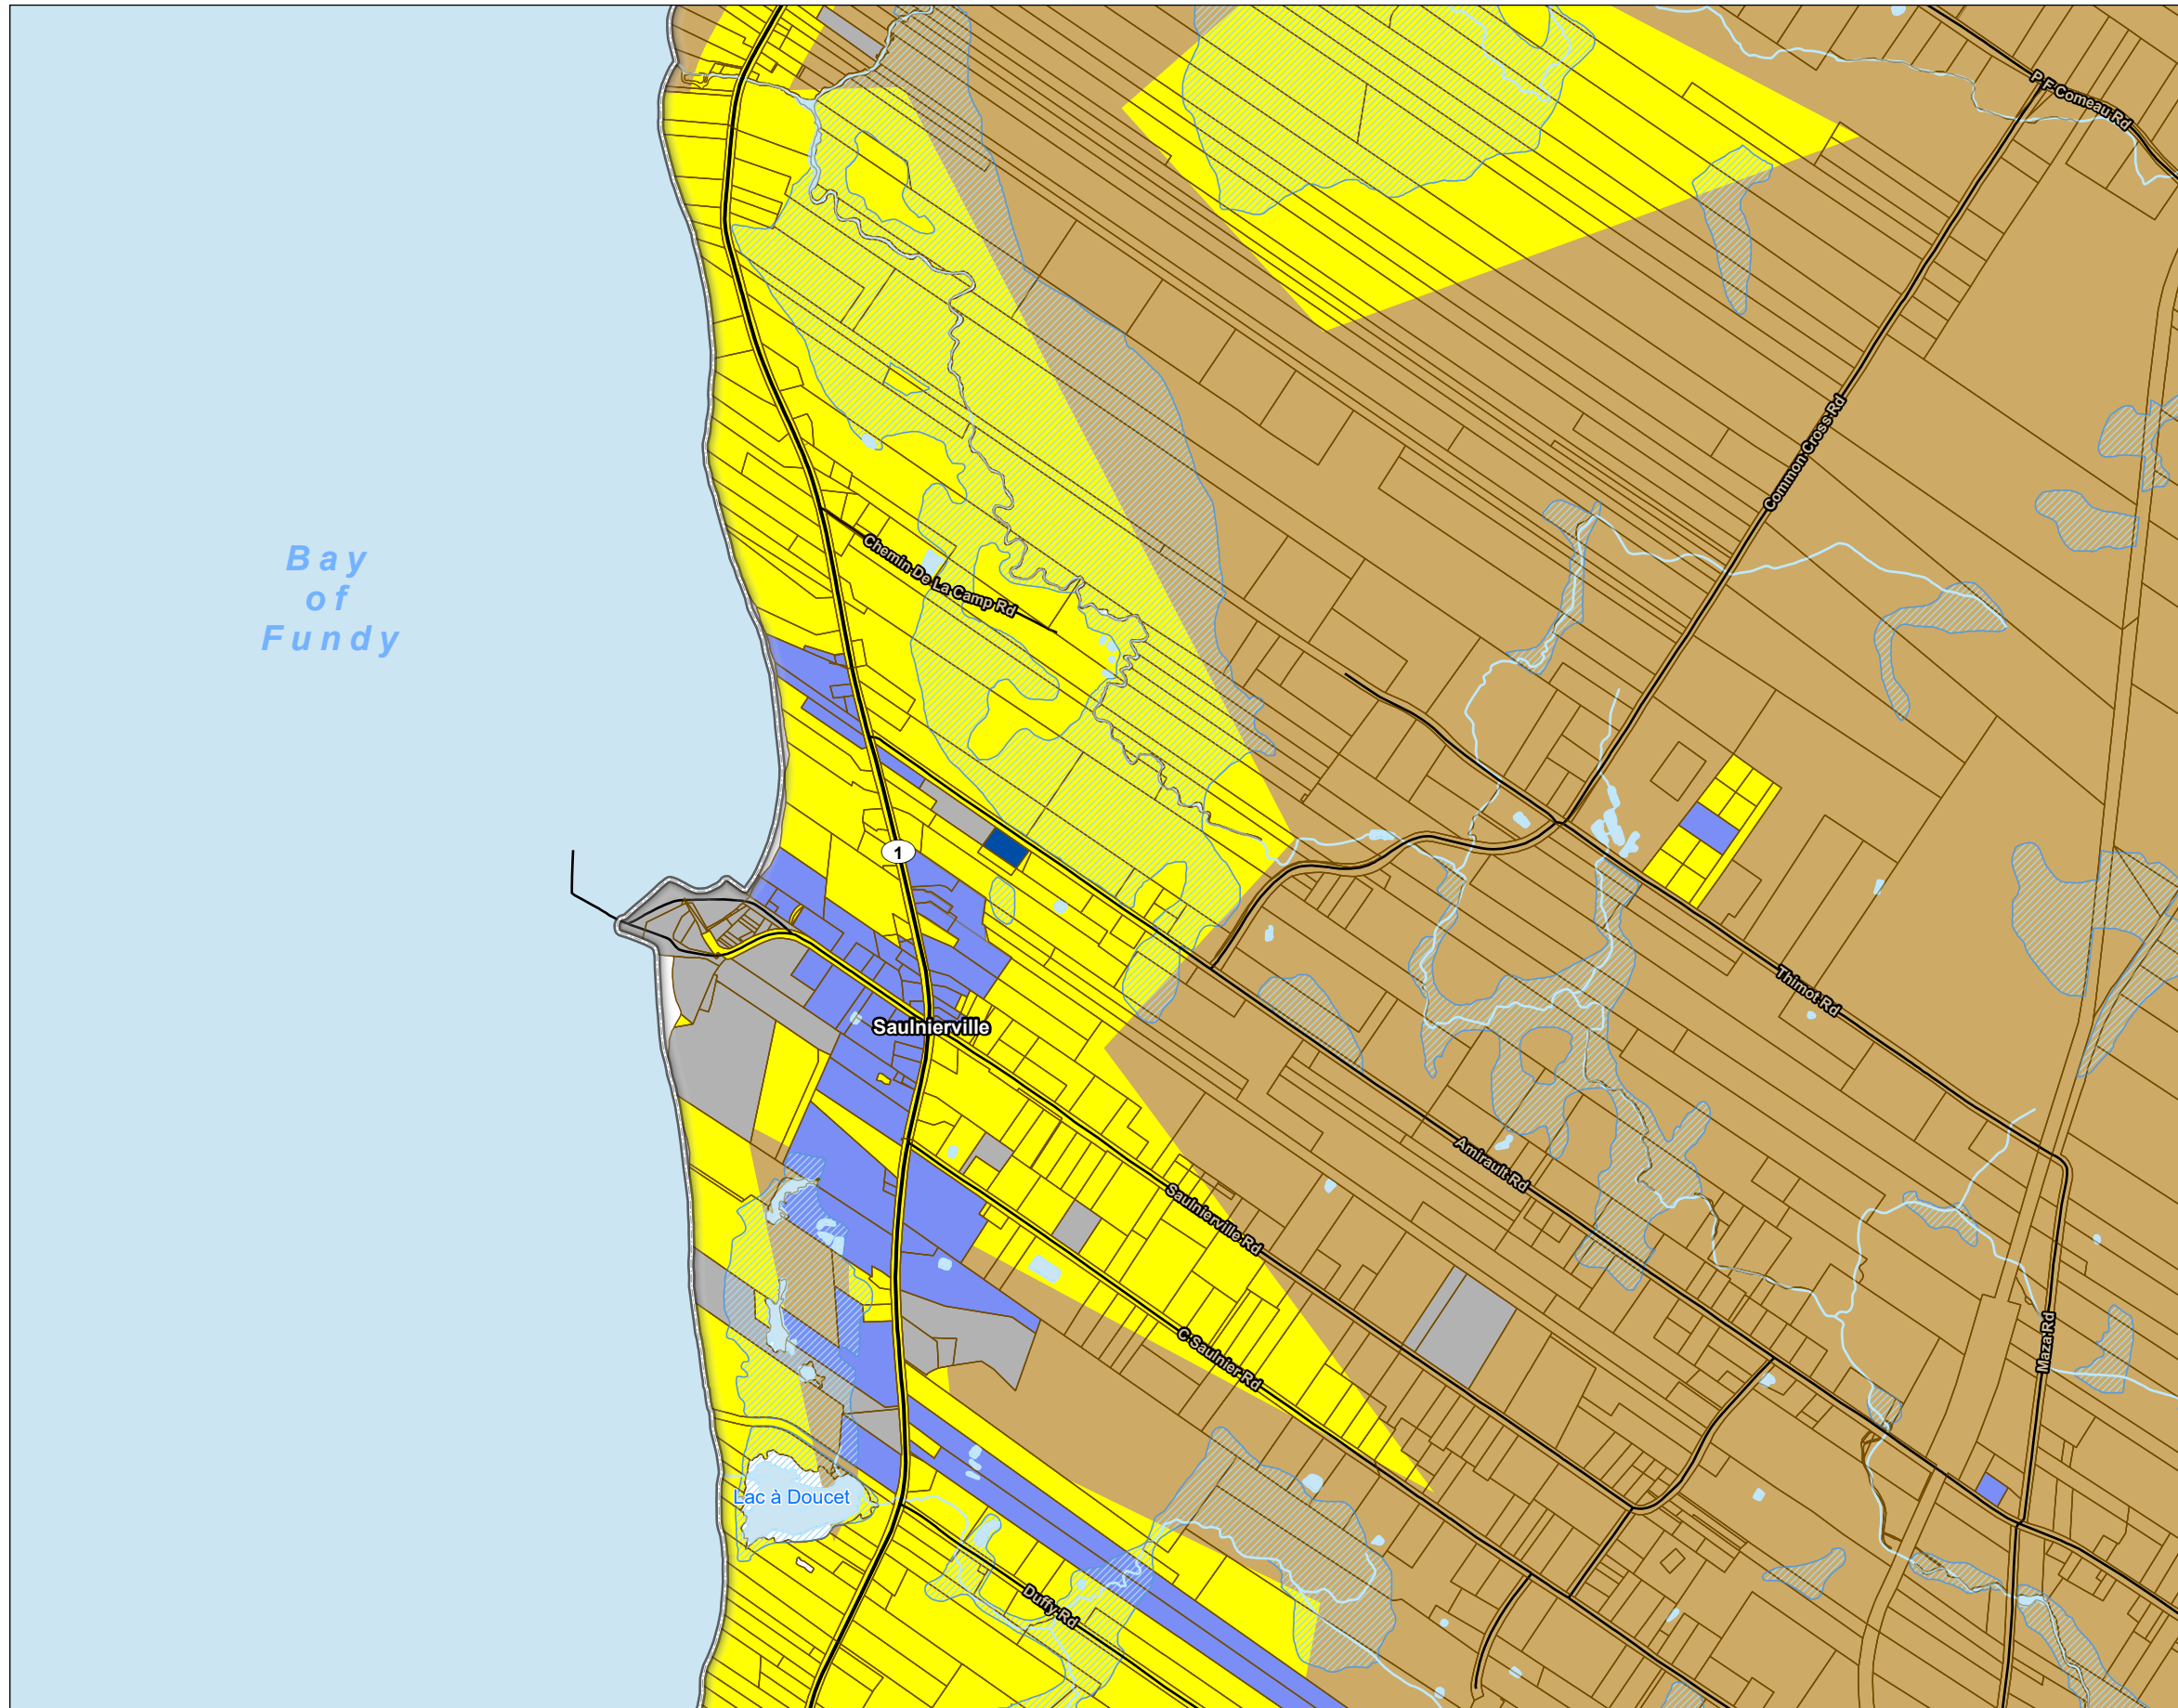 P F Comeau Rd
Common Cross Rd
Bay
of
Fundy
Chemin De La Camp Rd
1
Thimot Rd
Saulnierville
Amirault Rd
Saulnierville Rd
Maza Rd
C Saulnier Rd
Lac à Doucet
Duffy Rd